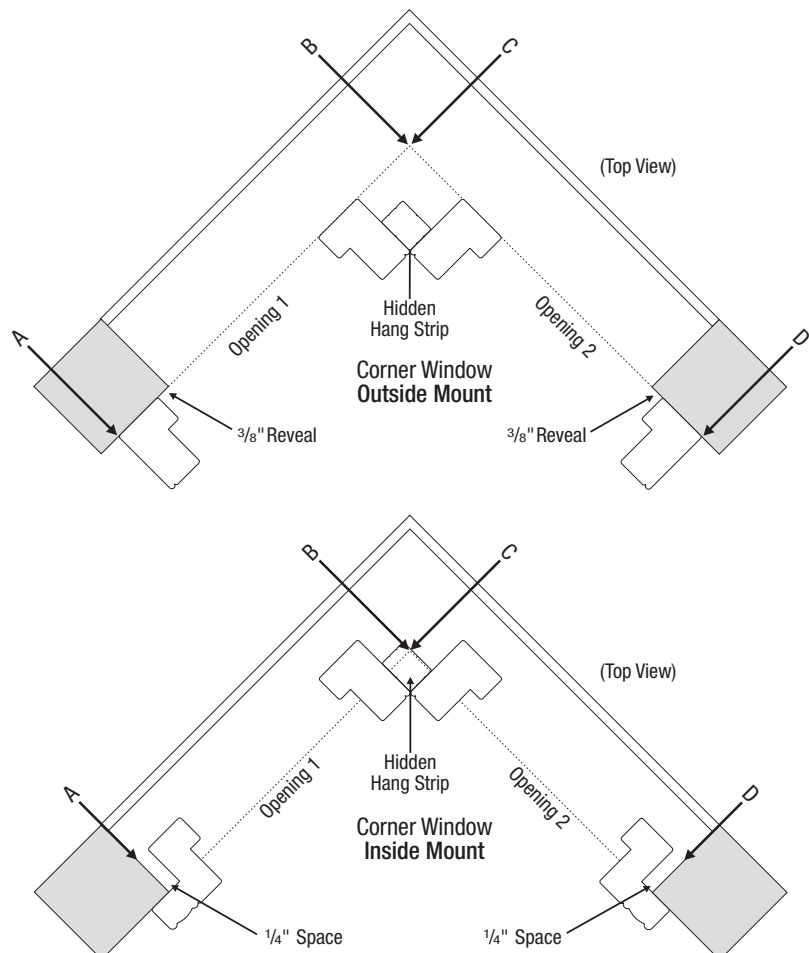 B
C
(Top View)
Opening 1
Hidden
Hang Strip
Opening 2
A
Corner Window
Outside Mount
D
3/8" Reveal
3/8" Reveal
B
C
(Top View)
Opening 1
Hidden
Hang Strip
Opening 2
A
Corner Window
Inside Mount
D
1/4" Space
1/4" Space